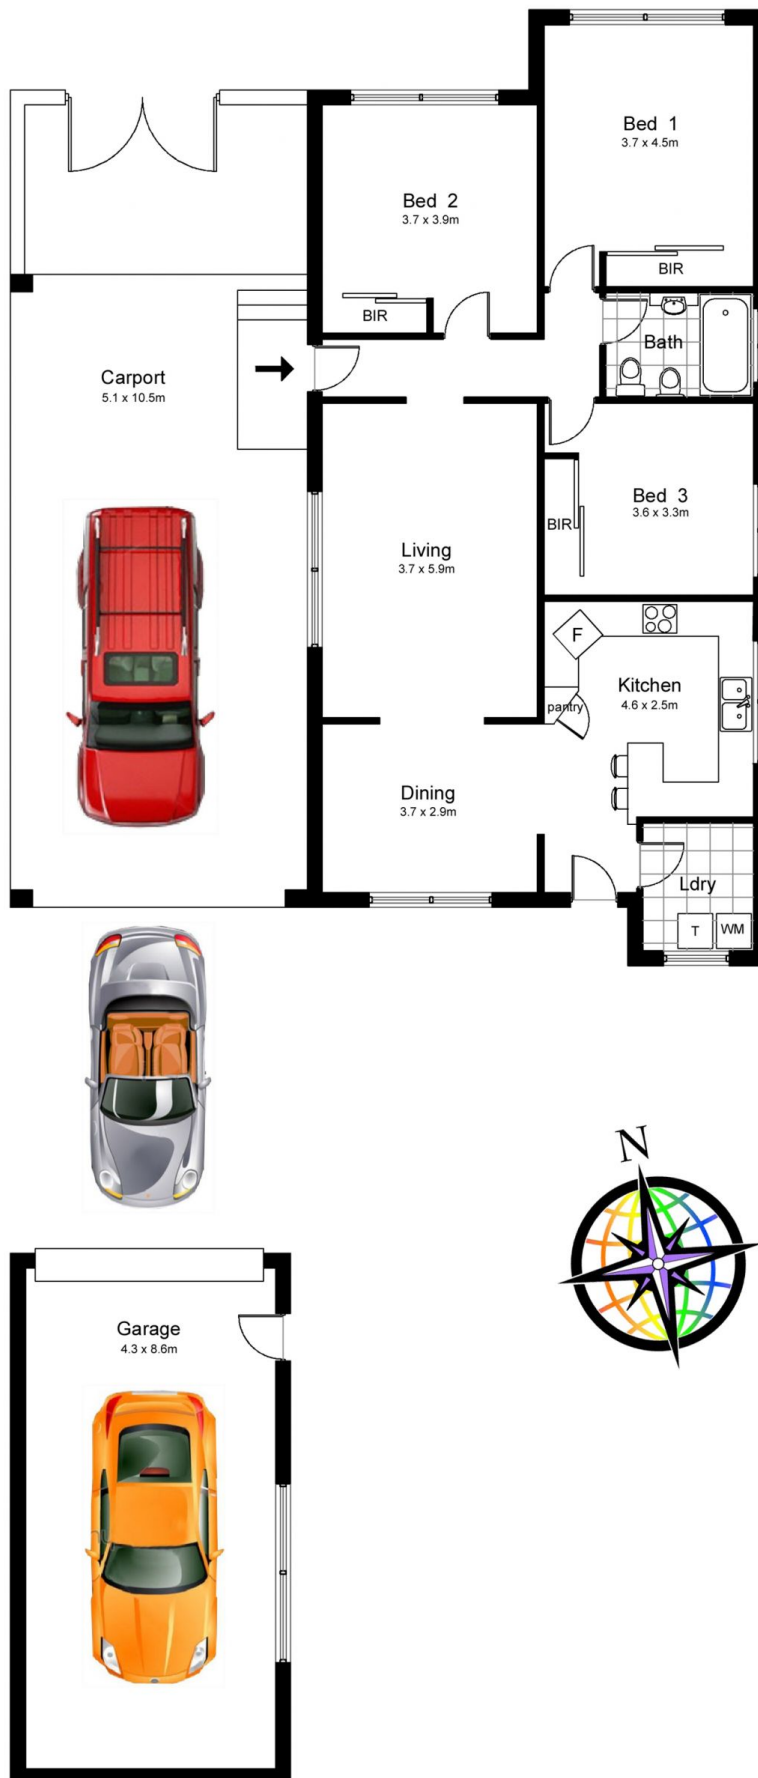 Bed 1
3.7 x 4.5m
BIR
Bed 2
3.7 x 3.9m
BIR
Bath
Carport
5.1 x 10.5m
Bed 3
3.6 x 3.3m
BIR
Living
3.7 x 5.9m
F
Kitchen
4.6 x 2.5m
pantry
Dining
3.7 x 2.9m
Ldry
T
WM
N
Garage
4.3 x 8.6m